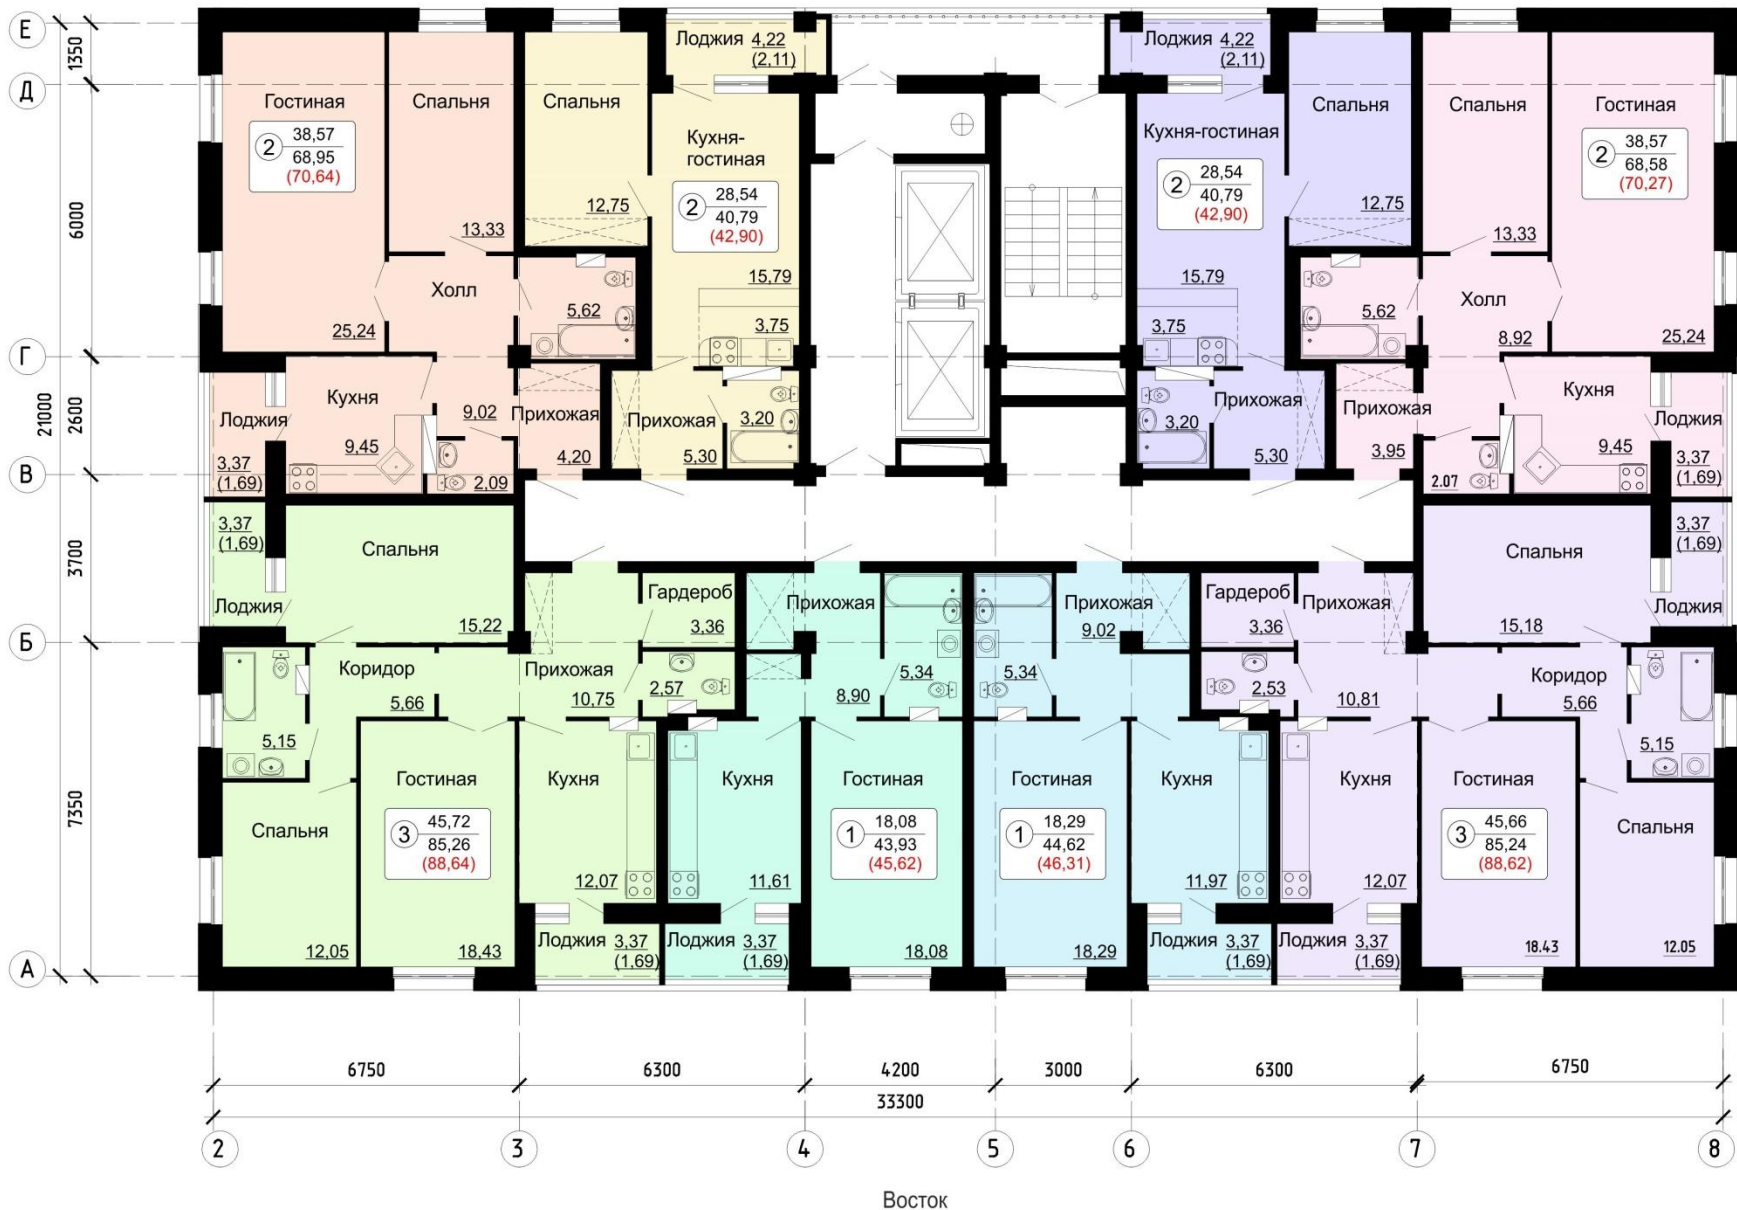 Е
Д
Г
В
Б
А
1350
6000
2600
3700
7350
21000
Гостиная
2
38,57
68,95
(70,64)
25,24
Спальня
13,33
Холл
9,02
5,62
Кухня
9,45
2,09
Прихожая
4,20
Лоджия
3,37
(1,69)
Спальня
12,75
Лоджия 4,22
(2,11)
Кухня-
гостиная
2
28,54
40,79
(42,90)
15,79
3,75
Прихожая
5,30
3,20
Лоджия 4,22
(2,11)
Кухня-гостиная
2
28,54
40,79
(42,90)
15,79
3,75
Спальня
12,75
3,20
Прихожая
5,30
Спальня
13,33
Гостиная
2
38,57
68,58
(70,27)
25,24
5,62
Холл
8,92
Прихожая
3,95
2.07
Кухня
9,45
Лоджия
3,37
(1,69)
3,37
(1,69)
Лоджия
Спальня
15,22
Коридор
5,66
5,15
Спальня
12,05
Гостиная
3
45,72
85,26
(88,64)
18,43
Прихожая
10,75
Гардероб
3,36
2,57
Кухня
12,07
Лоджия 3,37
(1,69)
Прихожая
8,90
5,34
Кухня
11,61
Лоджия 3,37
(1,69)
Гостиная
1
18,08
43,93
(45,62)
18,08
Прихожая
9,02
5,34
Гостиная
1
18,29
44,62
(46,31)
18,29
Кухня
11,97
Лоджия 3,37
(1,69)
Гардероб
3,36
2,53
Прихожая
10,81
Кухня
12,07
Лоджия 3,37
(1,69)
Спальня
15,18
3,37
(1,69)
Лоджия
Коридор
5,66
5,15
Гостиная
3
45,66
85,24
(88,62)
18.43
Спальня
12.05
6750 6300 4200 3000 6300 6750
33300
2 3 4 5 6 7 8
Восток